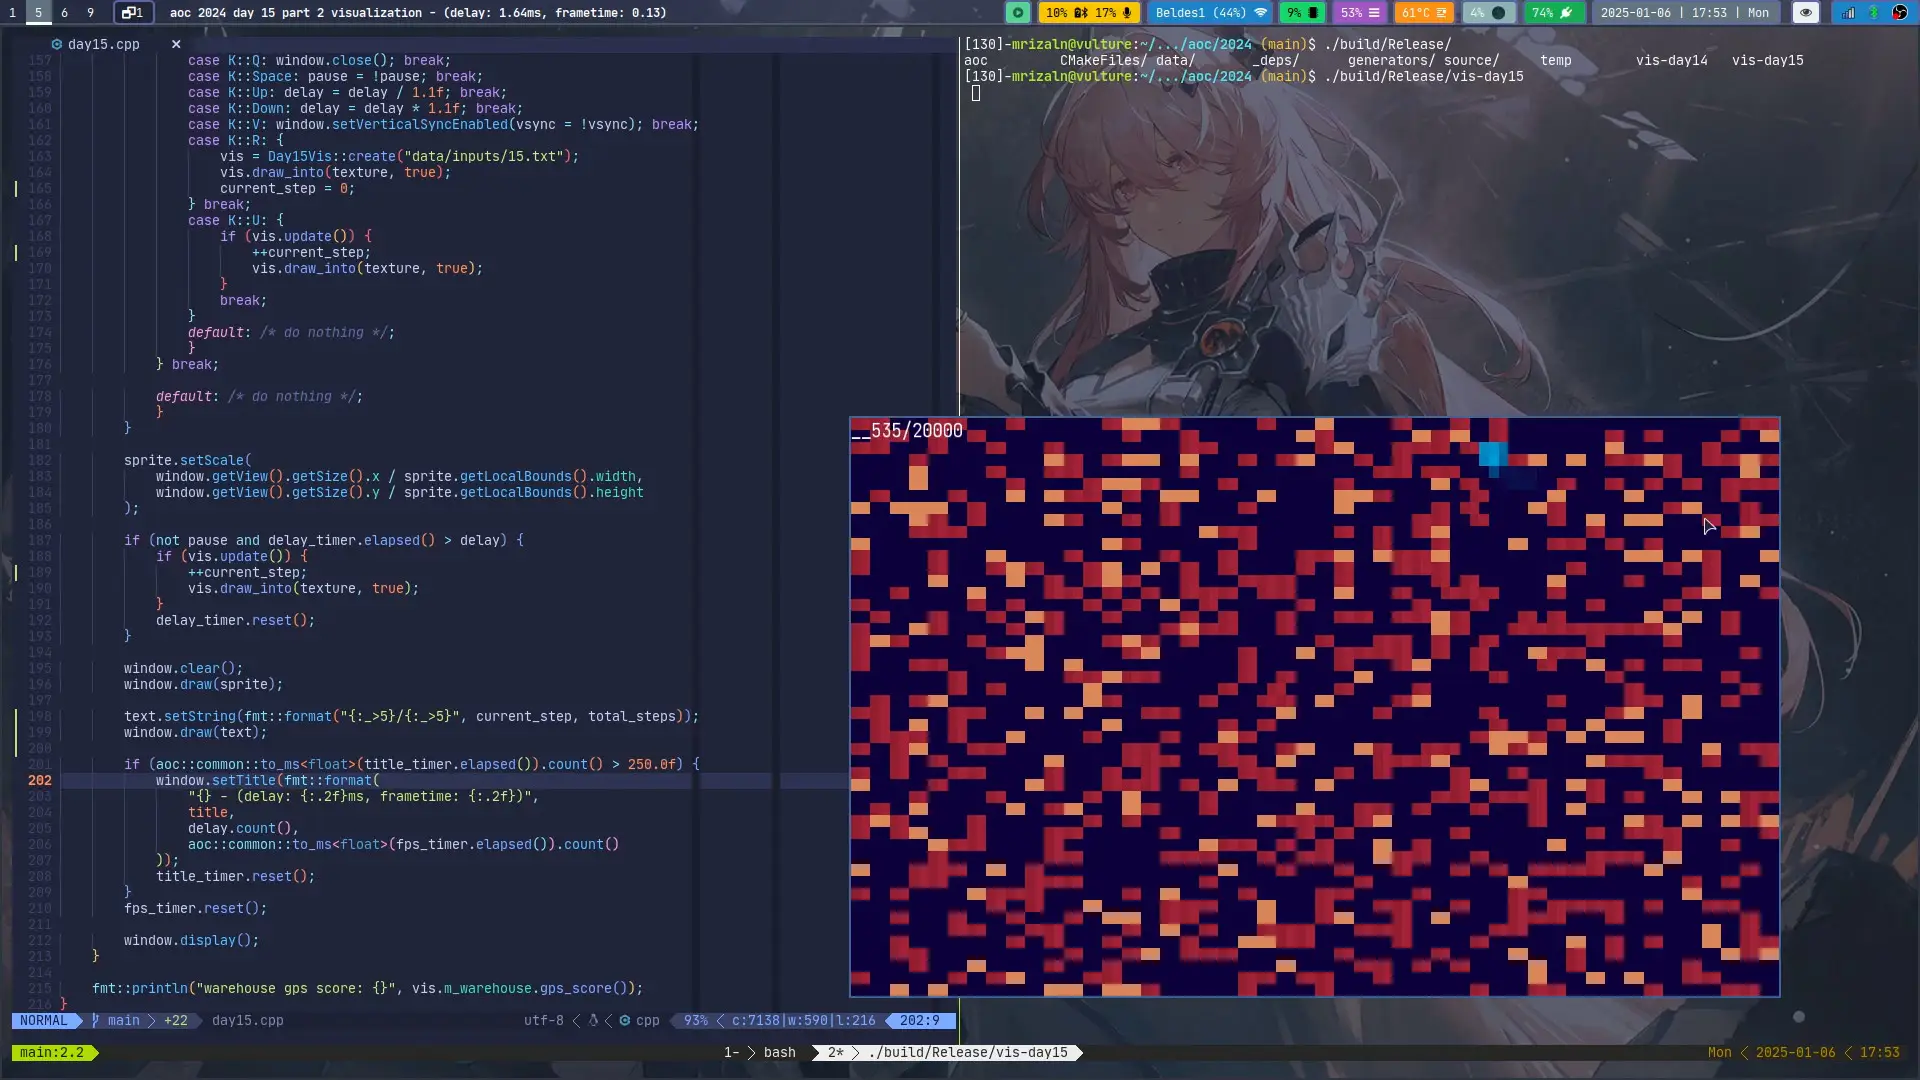 1 5 6 9 1 aoc 2024 day 15 part 2 visualization - (delay: 1.64ms, frametime: 0.13) 10% 17% Beldes1 (44%) 9% 53% 61°C 4% 74% 2025-01-06 | 17:53 | Mon
day15.cpp ×
157 case K::Q: window.close(); break;
158 case K::Space: pause = !pause; break;
159 case K::Up: delay = delay / 1.1f; break;
160 case K::Down: delay = delay * 1.1f; break;
161 case K::V: window.setVerticalSyncEnabled(vsync = !vsync); break;
162 case K::R: {
163 vis = Day15Vis::create("data/inputs/15.txt");
164 vis.draw_into(texture, true);
165 current_step = 0;
166 } break;
167 case K::U: {
168 if (vis.update()) {
169 ++current_step;
170 vis.draw_into(texture, true);
171 }
172 break;
173 }
174 default: /* do nothing */;
175 }
176 } break;
177
178 default: /* do nothing */;
179 }
180 }
181
182 sprite.setScale(
183 window.getView().getSize().x / sprite.getLocalBounds().width,
184 window.getView().getSize().y / sprite.getLocalBounds().height
185 );
186
187 if (not pause and delay_timer.elapsed() > delay) {
188 if (vis.update()) {
189 ++current_step;
190 vis.draw_into(texture, true);
191 }
192 delay_timer.reset();
193 }
194
195 window.clear();
196 window.draw(sprite);
197
198 text.setString(fmt::format("{:_>5}/{:_>5}", current_step, total_steps));
199 window.draw(text);
200
201 if (aoc::common::to_ms<float>(title_timer.elapsed()).count() > 250.0f) {
202 window.setTitle(fmt::format(
203 "{} - (delay: {:.2f}ms, frametime: {:.2f})",
204 title,
205 delay.count(),
206 aoc::common::to_ms<float>(fps_timer.elapsed()).count()
207 ));
208 title_timer.reset();
209 }
210 fps_timer.reset();
211
212 window.display();
213 }
214
215 fmt::println("warehouse gps score: {}", vis.m_warehouse.gps_score());
216 }
NORMAL main +22 day15.cpp utf-8 cpp 93% c:7138|w:590|l:216 202:9
[130]-mrizaln@vulture:~/.../aoc/2024 (main)$ ./build/Release/
aoc CMakeFiles/ data/ _deps/ generators/ source/ temp vis-day14 vis-day15
[130]-mrizaln@vulture:~/.../aoc/2024 (main)$ ./build/Release/vis-day15
__535/20000
main:2.2 1- bash 2* ./build/Release/vis-day15 Mon 2025-01-06 17:53